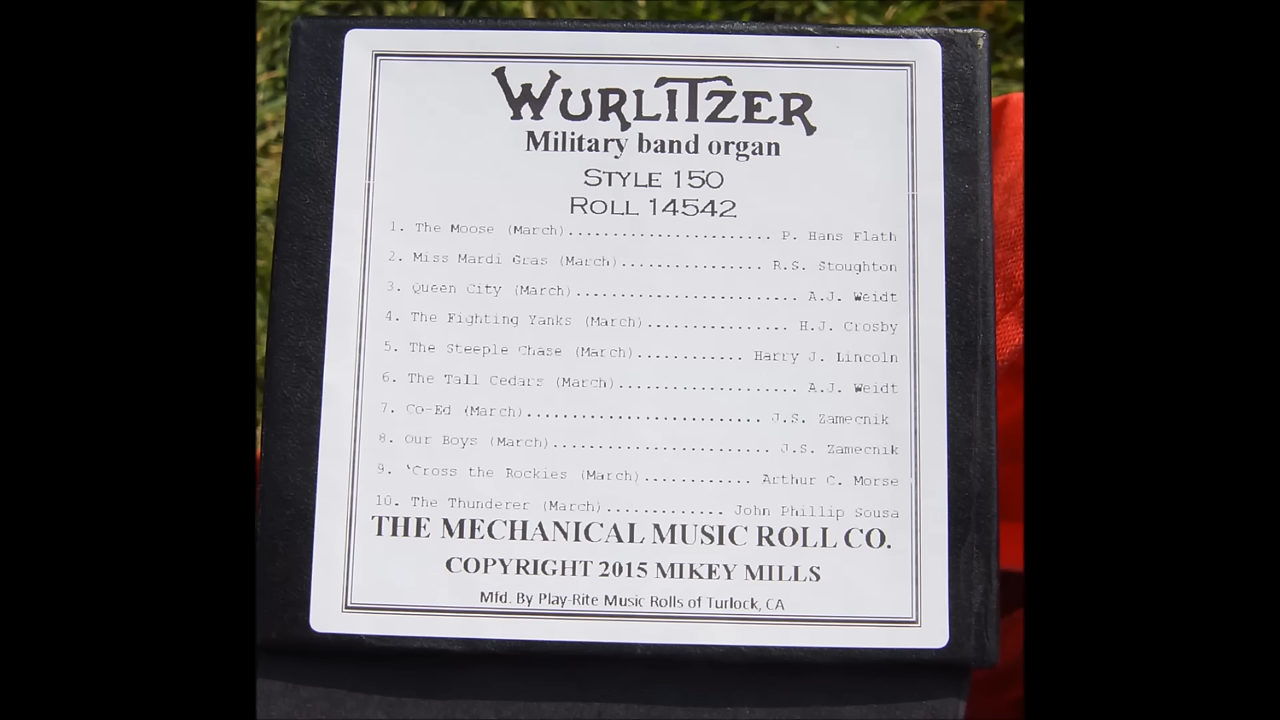 WURLITZER
Military band organ
STYLE 150
ROLL 14542
1. The Moose (March)....................... P. Hans Flath
2. Miss Mardi Gras (March)................ R.S. Stoughton
3. Queen City (March)......................... A.J. Weidt
4. The Fighting Yanks (March)................ H.J. Crosby
5. The Steeple Chase (March)............ Harry J. Lincoln
6. The Tall Cedars (March).................... A.J. Weidt
7. Co-Ed (March)........................... J.S. Zamecnik
8. Our Boys (March)........................ J.S. Zamecnik
9. 'Cross the Rockies (March)............ Arthur C. Morse
10. The Thunderer (March)............. John Phillip Sousa
THE MECHANICAL MUSIC ROLL CO.
COPYRIGHT 2015 MIKEY MILLS
Mfd. By Play-Rite Music Rolls of Turlock, CA